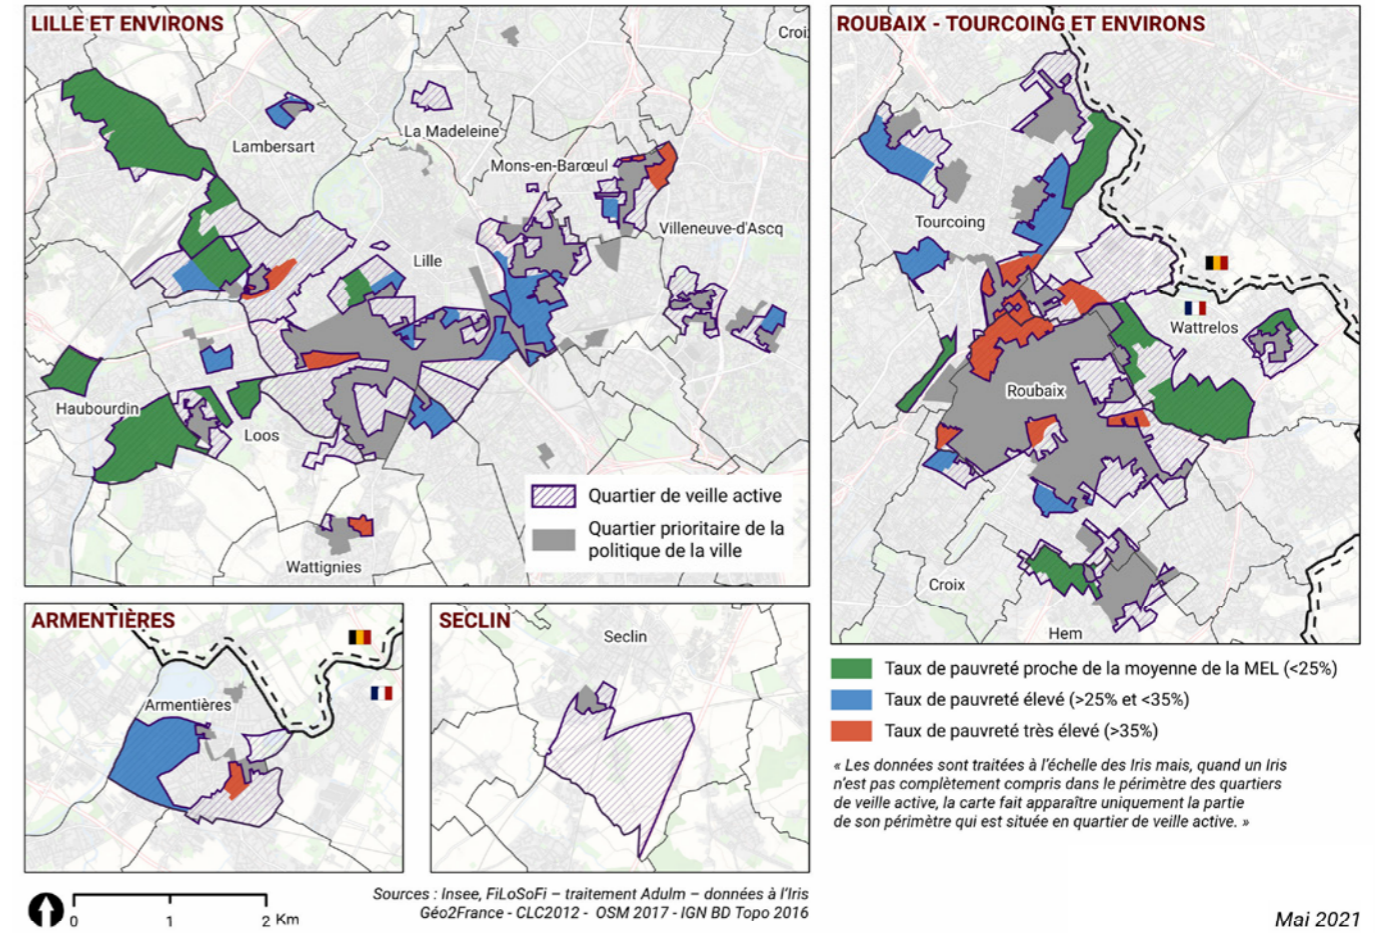 LILLE ET ENVIRONS
Croi
La Madeleine
Lambersart
Mons-en-Barœul
Villeneuve-d'Ascq
Lille
Haubourdin
Loos
Wattignies
Quartier de veille active
Quartier prioritaire de la
politique de la ville
ROUBAIX - TOURCOING ET ENVIRONS
Tourcoing
Wattrelos
Roubaix
Croix
Hem
ARMENTIÈRES
Armentières
SECLIN
Seclin
Taux de pauvreté proche de la moyenne de la MEL (<25%)
Taux de pauvreté élevé (>25% et <35%)
Taux de pauvreté très élevé (>35%)
« Les données sont traitées à l'échelle des Iris mais, quand un Iris
n'est pas complètement compris dans le périmètre des quartiers
de veille active, la carte fait apparaître uniquement la partie
de son périmètre qui est située en quartier de veille active. »
0 1 2 Km
Sources : Insee, FiLoSoFi – traitement Adulm – données à l'Iris
Géo2France - CLC2012 - OSM 2017 - IGN BD Topo 2016
Mai 2021